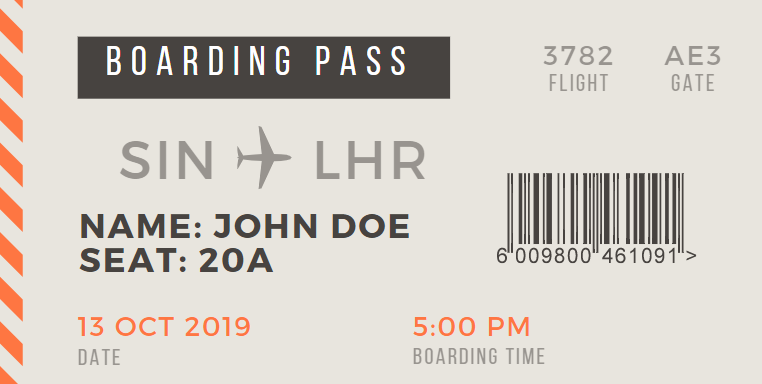 BOARDING PASS
3782
FLIGHT
AE3
GATE
SIN LHR
NAME: JOHN DOE
SEAT: 20A
6 009800 461091 >
13 OCT 2019
DATE
5:00 PM
BOARDING TIME